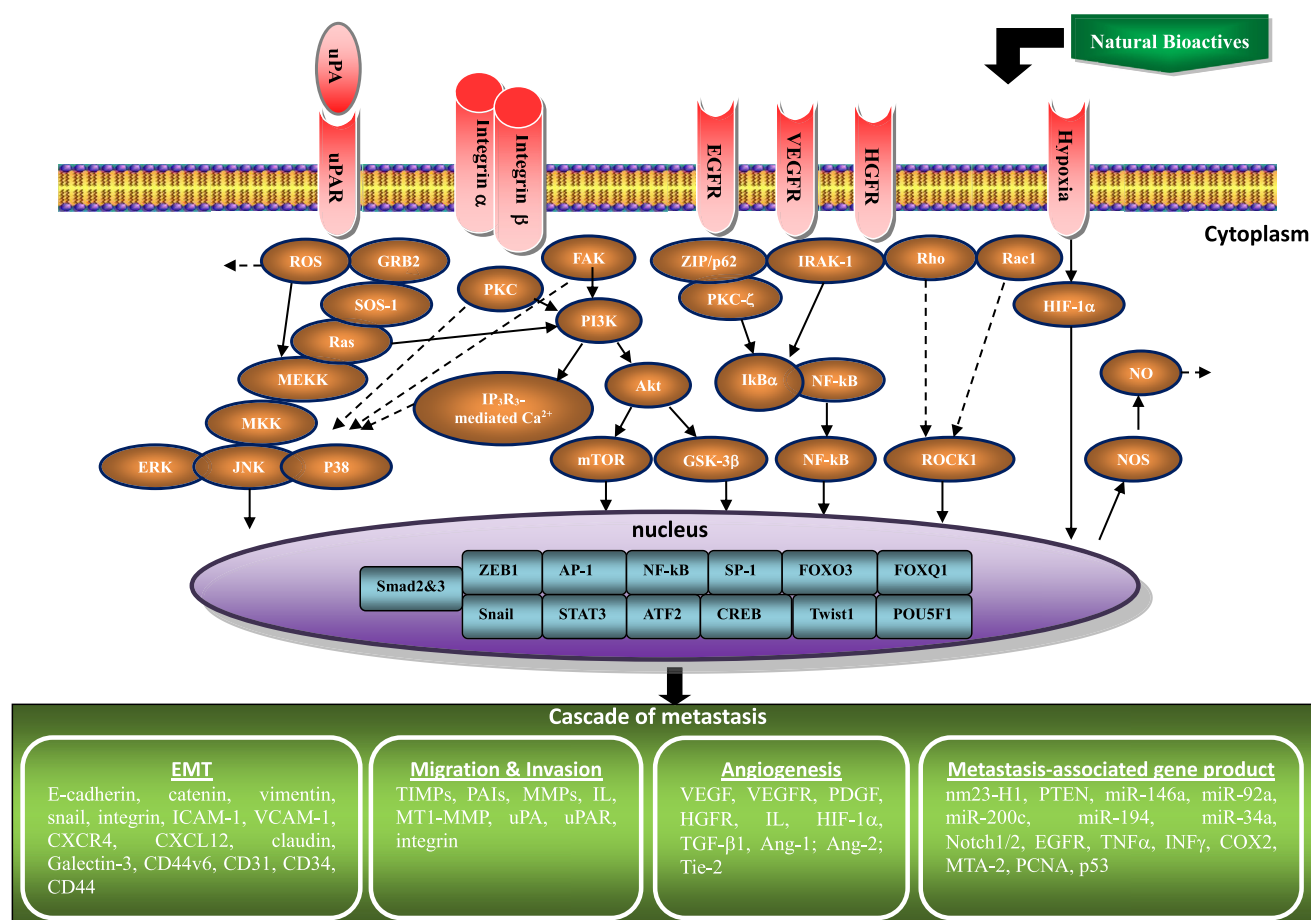 Natural Bioactives
uPA
uPAR
Integrin α
Integrin β
EGFR
VEGFR
HGFR
Hypoxia
Cytoplasm
ROS
GRB2
FAK
ZIP/p62
IRAK-1
Rho
Rac1
SOS-1
PKC
PKC-ζ
HIF-1α
Ras
PI3K
MEKK
IP₃R₃-
mediated Ca²⁺
Akt
IkBα
NF-kB
NO
MKK
ERK
JNK
P38
mTOR
GSK-3β
NF-kB
ROCK1
NOS
nucleus
Smad2&3
ZEB1
AP-1
NF-kB
SP-1
FOXO3
FOXQ1
Snail
STAT3
ATF2
CREB
Twist1
POU5F1
Cascade of metastasis
EMT
E-cadherin, catenin, vimentin,
snail, integrin, ICAM-1, VCAM-1,
CXCR4, CXCL12, claudin,
Galectin-3, CD44v6, CD31, CD34,
CD44
Migration & Invasion
TIMPs, PAIs, MMPs, IL,
MT1-MMP, uPA, uPAR,
integrin
Angiogenesis
VEGF, VEGFR, PDGF,
HGFR, IL, HIF-1α,
TGF-β1, Ang-1; Ang-2;
Tie-2
Metastasis-associated gene product
nm23-H1, PTEN, miR-146a, miR-92a,
miR-200c, miR-194, miR-34a,
Notch1/2, EGFR, TNFα, INFγ, COX2,
MTA-2, PCNA, p53